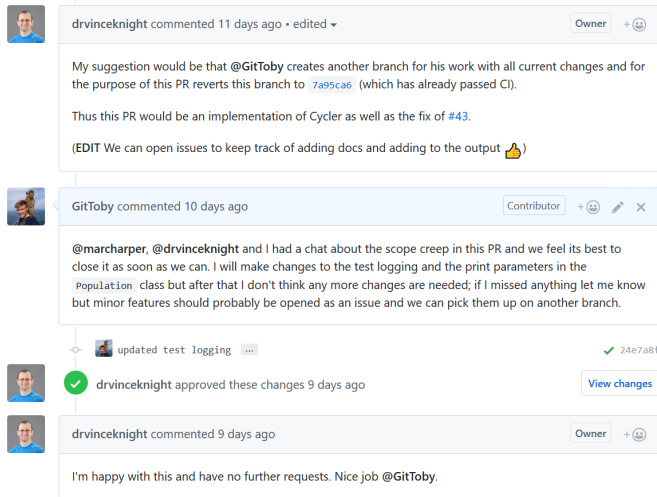 drvinceknight commented 11 days ago • edited
Owner
My suggestion would be that @GitToby creates another branch for his work with all current changes and for
the purpose of this PR reverts this branch to 7a95ca6 (which has already passed CI).
Thus this PR would be an implementation of Cycler as well as the fix of #43.
(EDIT We can open issues to keep track of adding docs and adding to the output 👍)
GitToby commented 10 days ago
Contributor
@marcharper, @drvinceknight and I had a chat about the scope creep in this PR and we feel its best to
close it as soon as we can. I will make changes to the test logging and the print parameters in the
Population class but after that I don't think any more changes are needed; if I missed anything let me know
but minor features should probably be opened as an issue and we can pick them up on another branch.
updated test logging …
24e7a8f
drvinceknight approved these changes 9 days ago
View changes
drvinceknight commented 9 days ago
Owner
I'm happy with this and have no further requests. Nice job @GitToby.